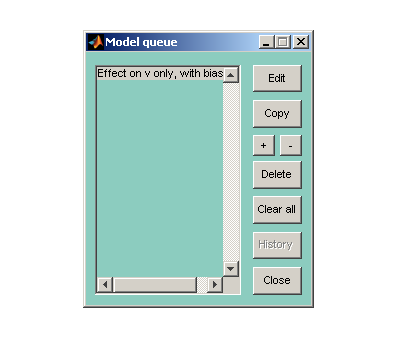 Model queue
Effect on v only, with bias
Edit
Copy
+ -
Delete
Clear all
History
Close